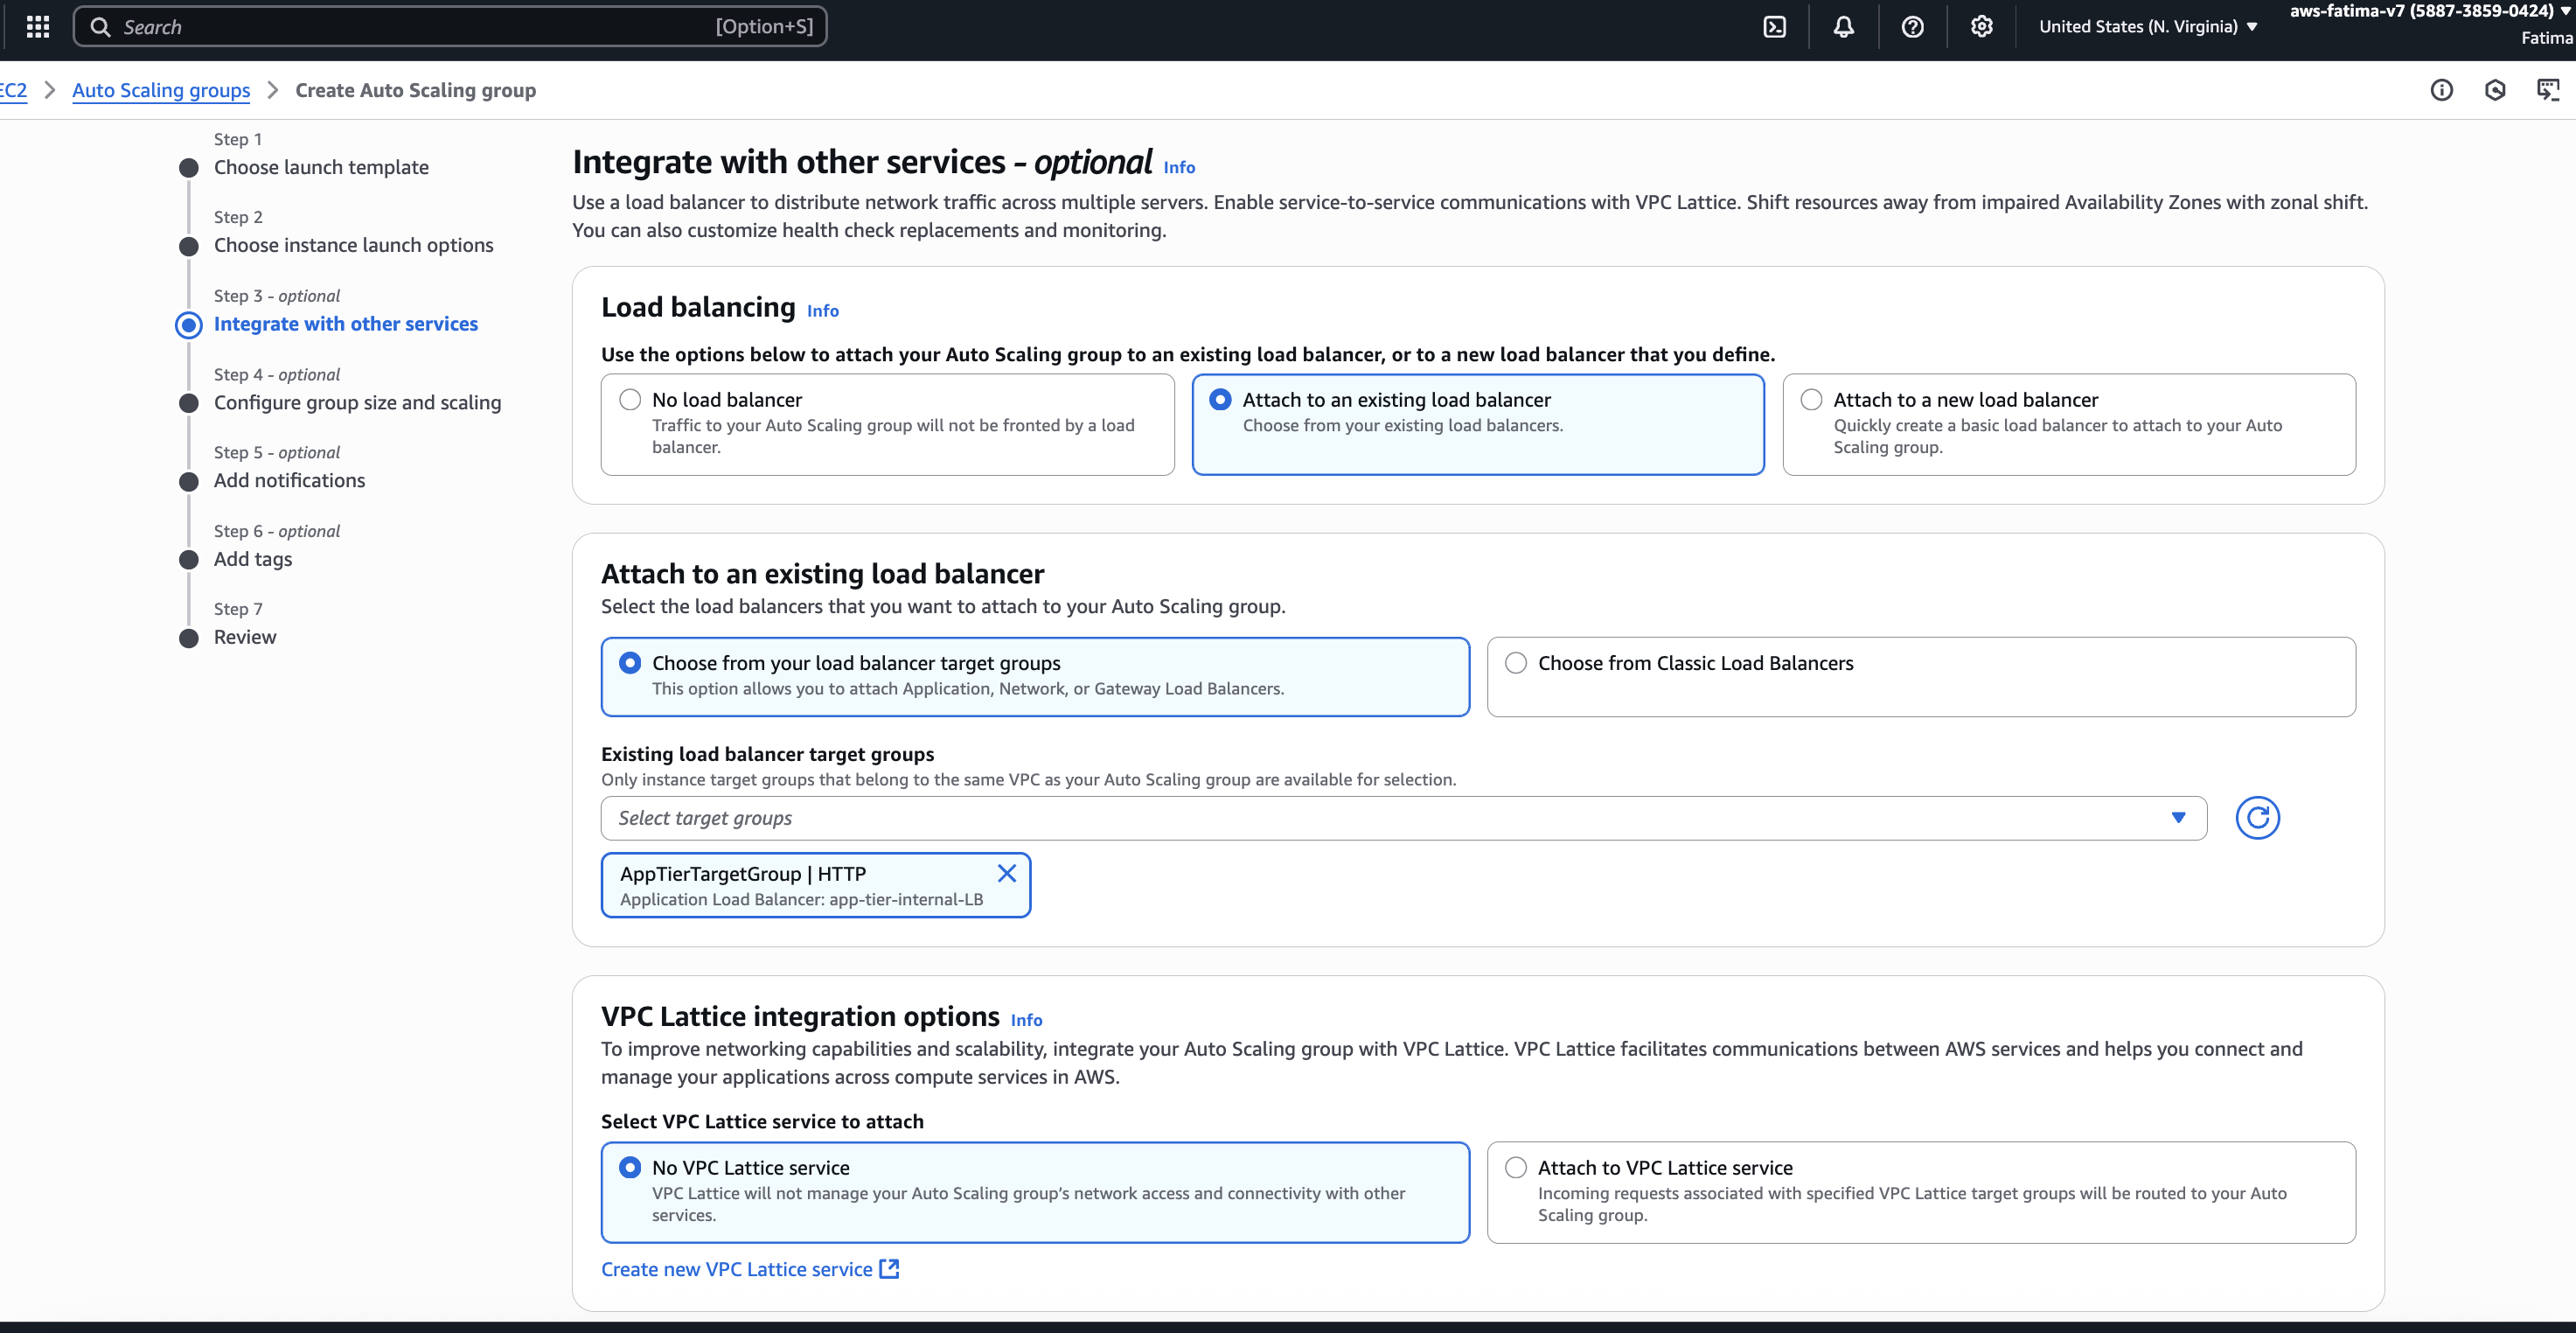 Search [Option+S]
United States (N. Virginia)
aws-fatima-v7 (5887-3859-0424)
Fatima
EC2 > Auto Scaling groups > Create Auto Scaling group
Step 1
Choose launch template
Step 2
Choose instance launch options
Step 3 - optional
Integrate with other services
Step 4 - optional
Configure group size and scaling
Step 5 - optional
Add notifications
Step 6 - optional
Add tags
Step 7
Review
Integrate with other services - optional Info
Use a load balancer to distribute network traffic across multiple servers. Enable service-to-service communications with VPC Lattice. Shift resources away from impaired Availability Zones with zonal shift.
You can also customize health check replacements and monitoring.
Load balancing Info
Use the options below to attach your Auto Scaling group to an existing load balancer, or to a new load balancer that you define.
No load balancer
Traffic to your Auto Scaling group will not be fronted by a load
balancer.
Attach to an existing load balancer
Choose from your existing load balancers.
Attach to a new load balancer
Quickly create a basic load balancer to attach to your Auto
Scaling group.
Attach to an existing load balancer
Select the load balancers that you want to attach to your Auto Scaling group.
Choose from your load balancer target groups
This option allows you to attach Application, Network, or Gateway Load Balancers.
Choose from Classic Load Balancers
Existing load balancer target groups
Only instance target groups that belong to the same VPC as your Auto Scaling group are available for selection.
Select target groups
AppTierTargetGroup | HTTP
Application Load Balancer: app-tier-internal-LB
VPC Lattice integration options Info
To improve networking capabilities and scalability, integrate your Auto Scaling group with VPC Lattice. VPC Lattice facilitates communications between AWS services and helps you connect and
manage your applications across compute services in AWS.
Select VPC Lattice service to attach
No VPC Lattice service
VPC Lattice will not manage your Auto Scaling group's network access and connectivity with other
services.
Attach to VPC Lattice service
Incoming requests associated with specified VPC Lattice target groups will be routed to your Auto
Scaling group.
Create new VPC Lattice service